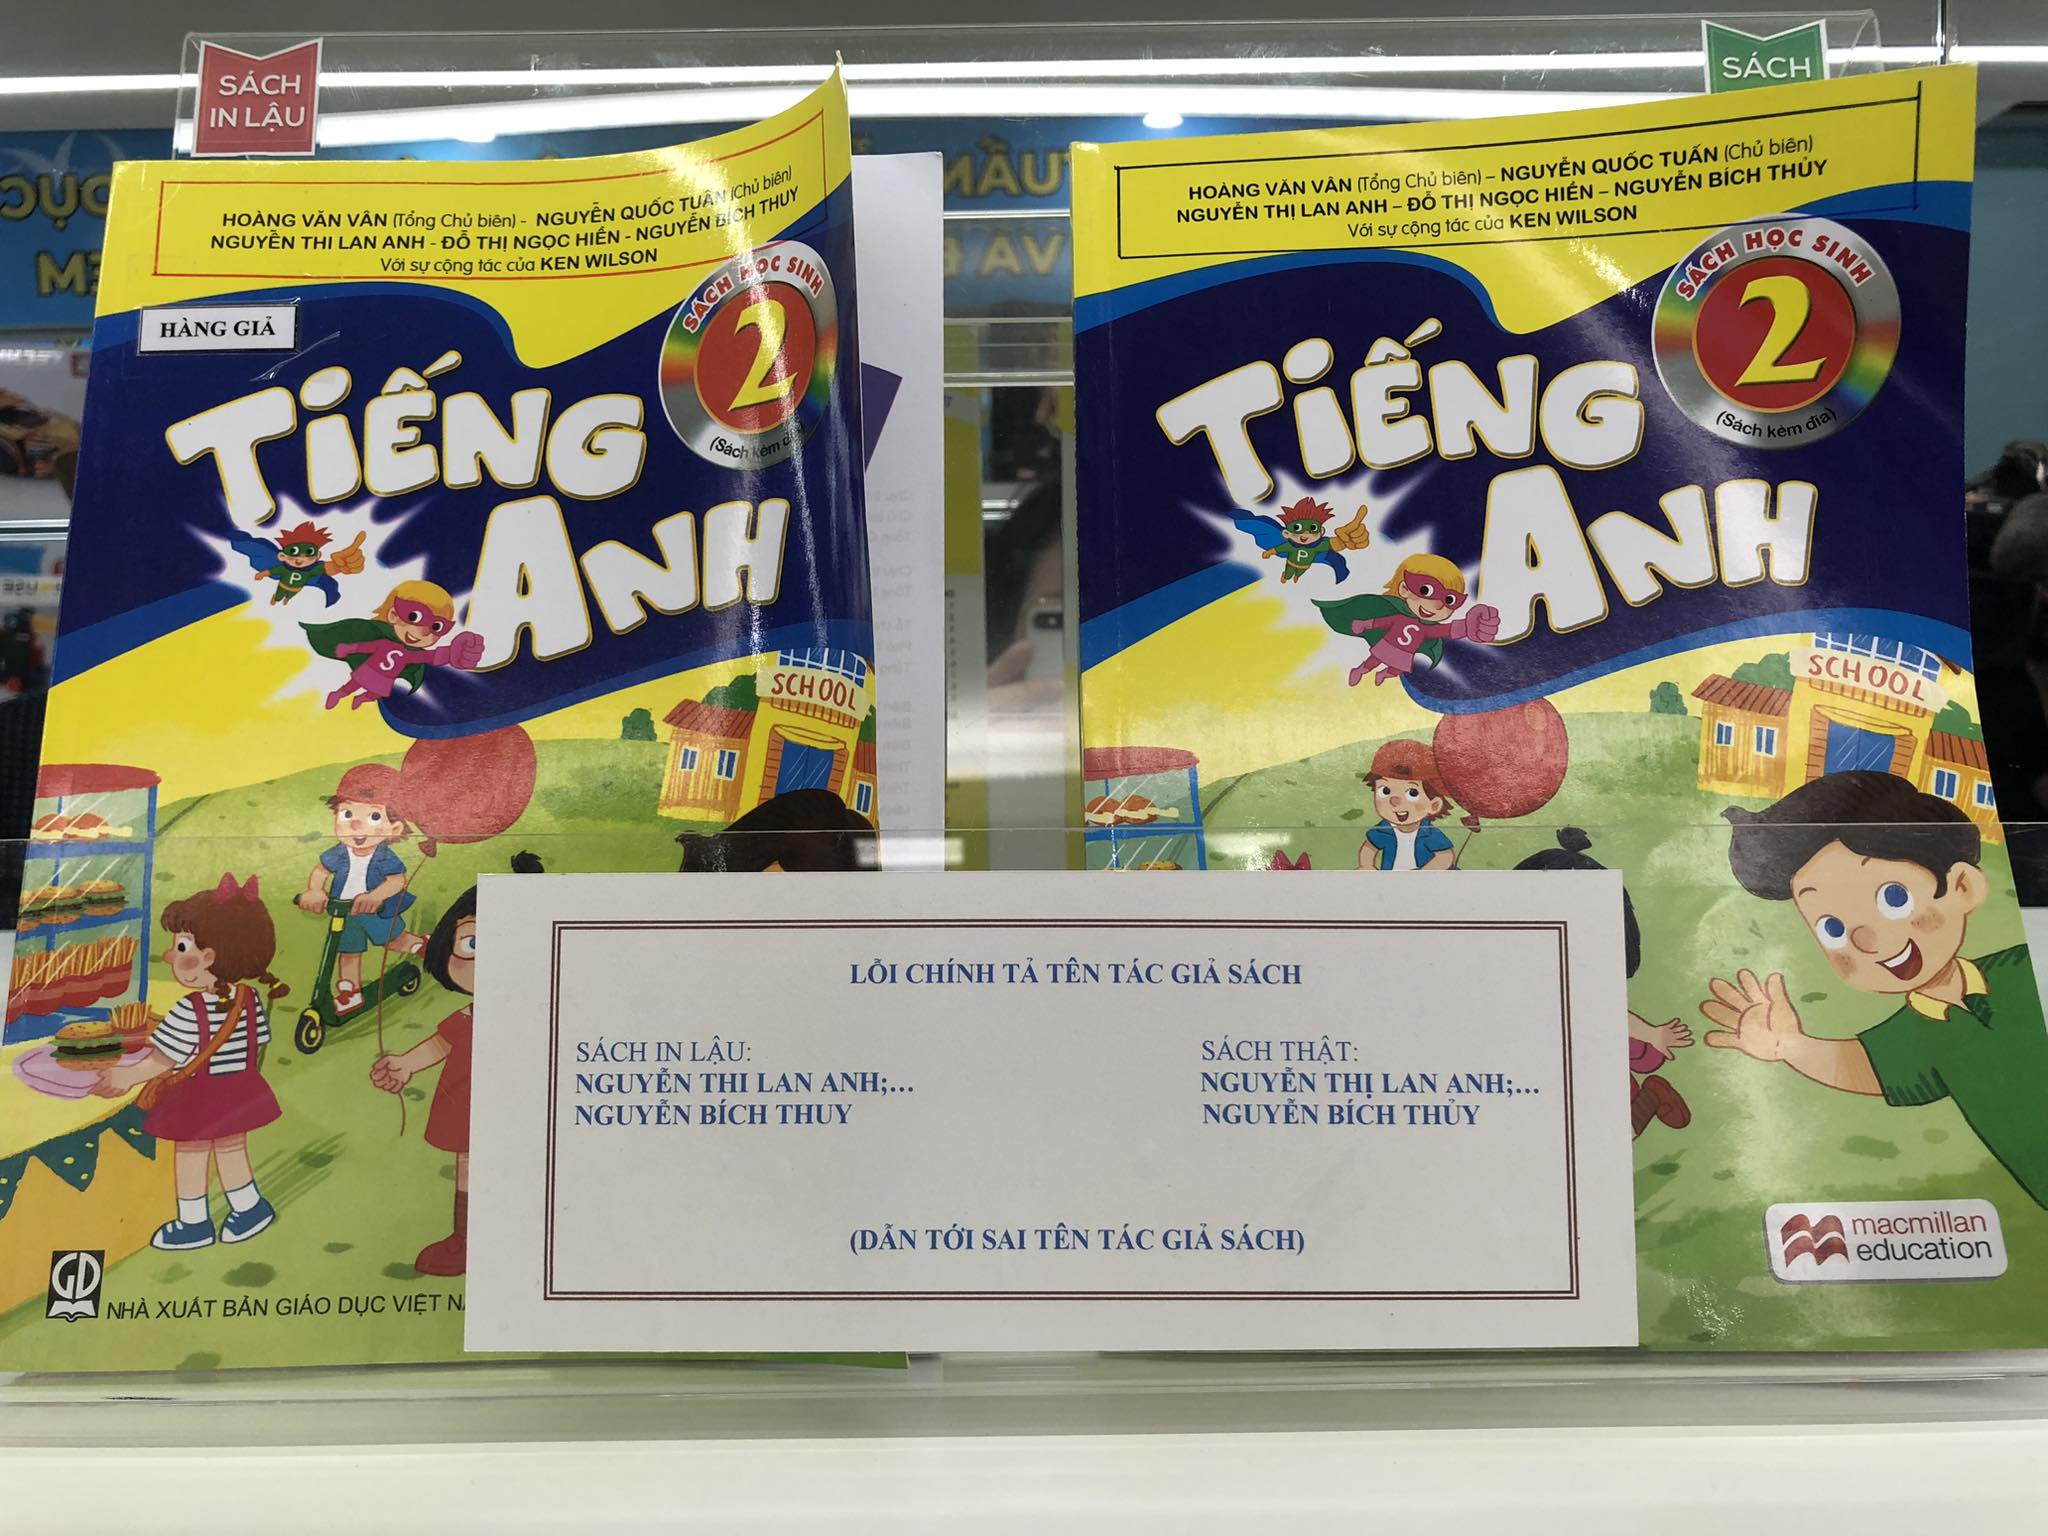 SÁCH
IN LẬU
HOÀNG VĂN VÂN (Tổng Chủ biên) - NGUYỄN QUỐC TUÂN (Chủ biên)
NGUYỄN THI LAN ANH - ĐỖ THỊ NGỌC HIỀN - NGUYỄN BÍCH THUY
Với sự cộng tác của KEN WILSON
HÀNG GIẢ
SÁCH HỌC SINH
2
(Sách kèm
TIẾNG
ANH
P
S
SCHOOL
GD
NHÀ XUẤT BẢN GIÁO DỤC VIỆT
SÁCH
HOÀNG VĂN VÂN (Tổng Chủ biên) – NGUYỄN QUỐC TUẤN (Chủ biên)
NGUYỄN THỊ LAN ANH – ĐỖ THỊ NGỌC HIỀN – NGUYỄN BÍCH THỦY
Với sự cộng tác của KEN WILSON
SÁCH HỌC SINH
2
(Sách kèm đĩa)
TIẾNG
ANH
P
S
SCHOOL
macmillan
education
LỖI CHÍNH TẢ TÊN TÁC GIẢ SÁCH
SÁCH IN LẬU:
NGUYỄN THI LAN ANH;...
NGUYỄN BÍCH THUY
SÁCH THẬT:
NGUYỄN THỊ LAN ANH;...
NGUYỄN BÍCH THỦY
(DẪN TỚI SAI TÊN TÁC GIẢ SÁCH)